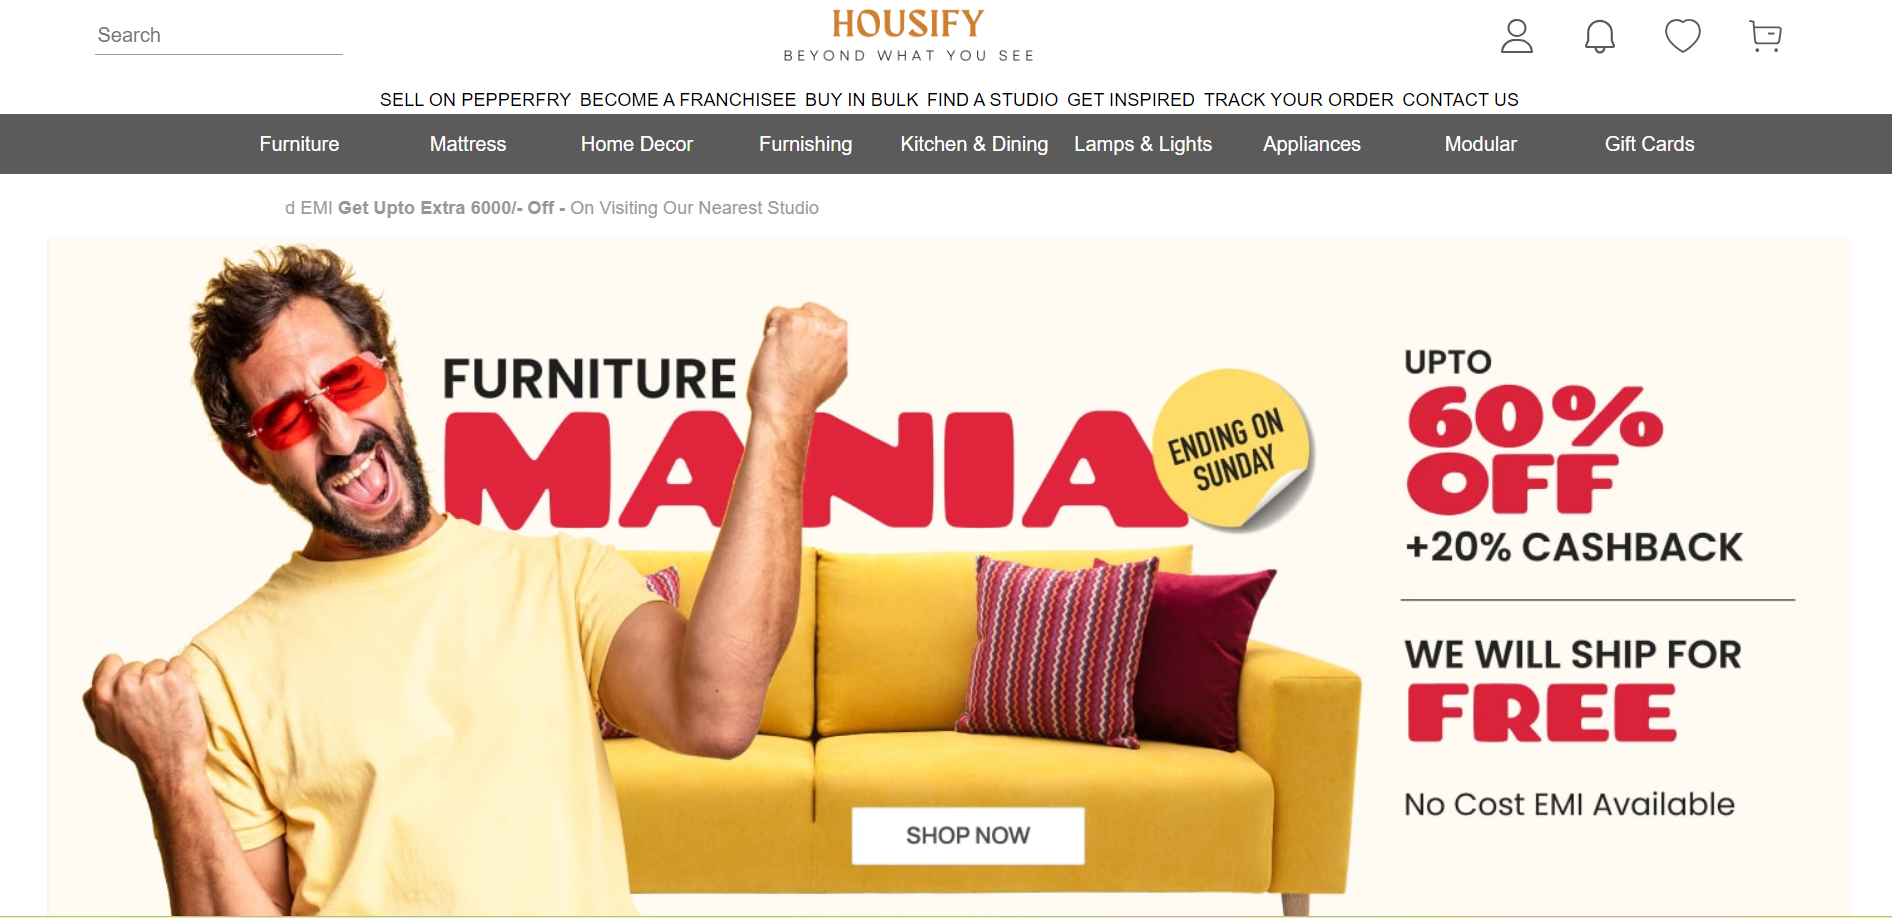 Search
HOUSIFY
BEYOND WHAT YOU SEE
SELL ON PEPPERFRY BECOME A FRANCHISEE BUY IN BULK FIND A STUDIO GET INSPIRED TRACK YOUR ORDER CONTACT US
Furniture Mattress Home Decor Furnishing Kitchen & Dining Lamps & Lights Appliances Modular Gift Cards
d EMI Get Upto Extra 6000/- Off - On Visiting Our Nearest Studio
FURNITURE
MANIA
ENDING ON
SUNDAY
SHOP NOW
UPTO
60%
OFF
+20% CASHBACK
WE WILL SHIP FOR
FREE
No Cost EMI Available